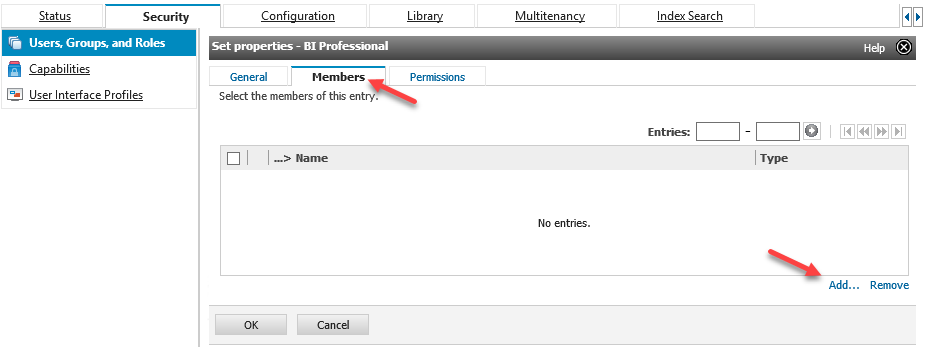 Status Security Configuration Library Multitenancy Index Search
Users, Groups, and Roles
Capabilities
User Interface Profiles
Set properties - BI Professional Help
General Members Permissions
Select the members of this entry.
Entries: -
...> Name Type
No entries.
Add... Remove
OK Cancel